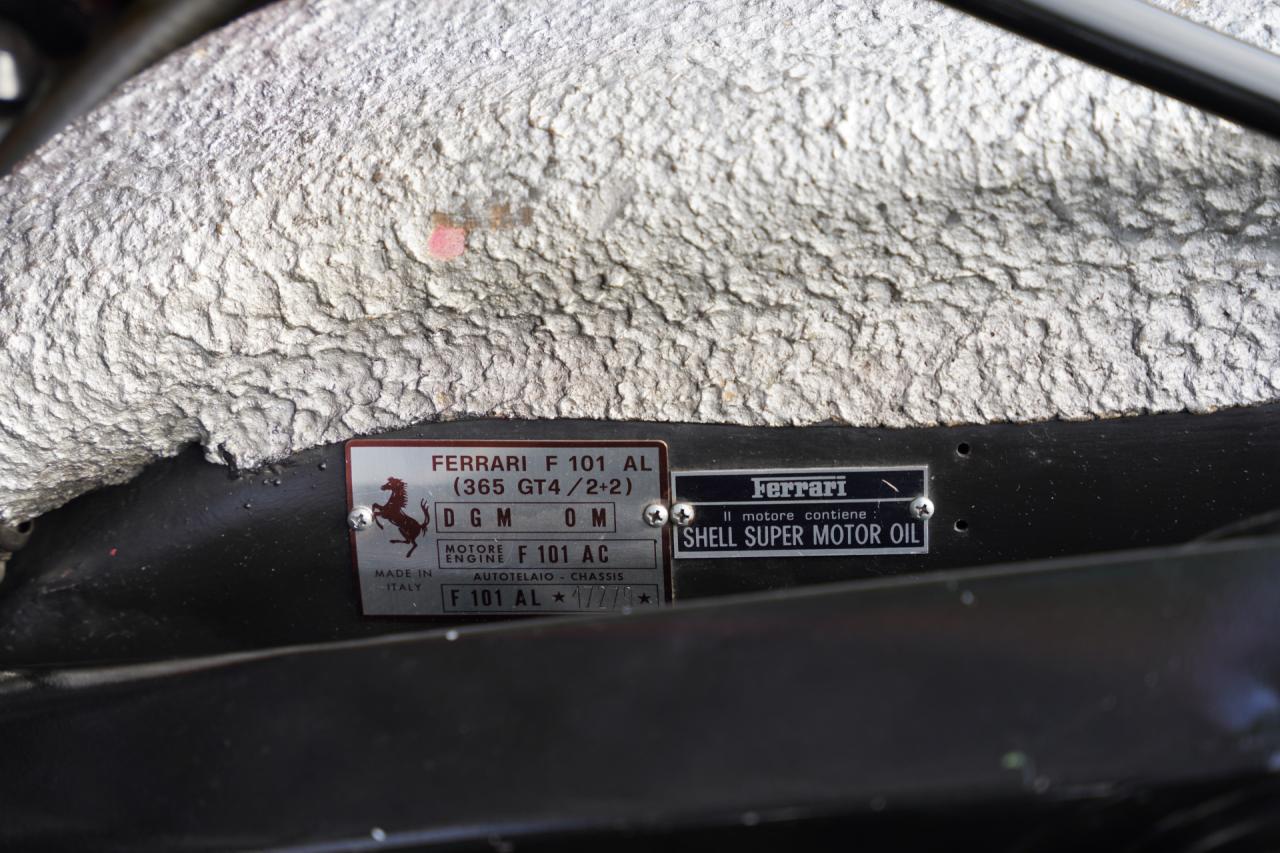 FERRARI F 101 AL
(365 GT4/2+2)
D G M O M
MOTORE
ENGINE F 101 AC
MADE IN
ITALY
AUTOTELAIO - CHASSIS
F 101 AL ★ ★
Ferrari
Il motore contiene :
SHELL SUPER MOTOR OIL